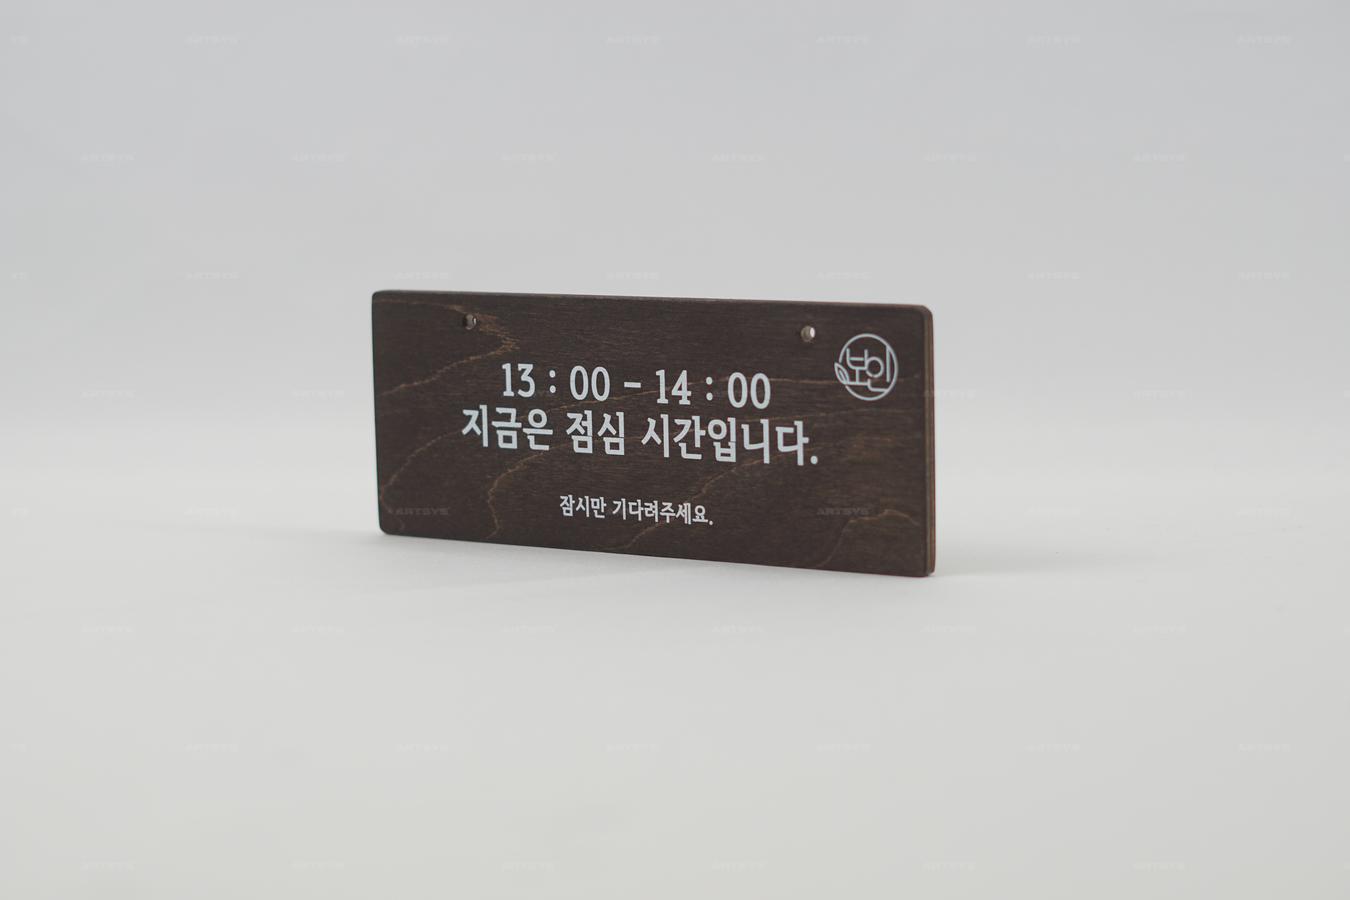 보인
13 : 00 - 14 : 00
지금은 점심 시간입니다.
잠시만 기다려주세요.
ARTSYS